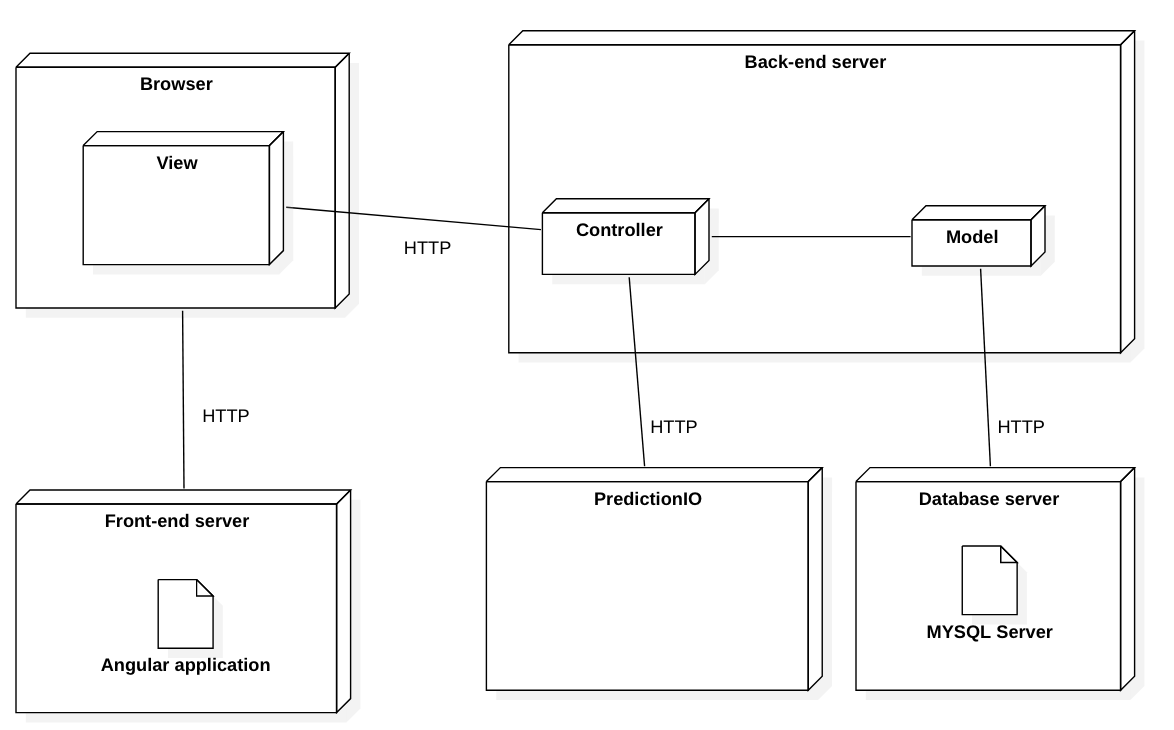 Back-end server
Browser
View
Controller
Model
HTTP
HTTP
HTTP
HTTP
PredictionIO
Database server
Front-end server
MYSQL Server
Angular application